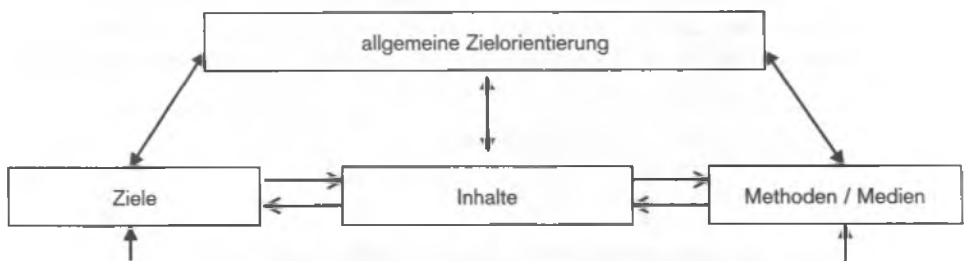 allgemeine Zielorientierung
Ziele
Inhalte
Methoden / Medien